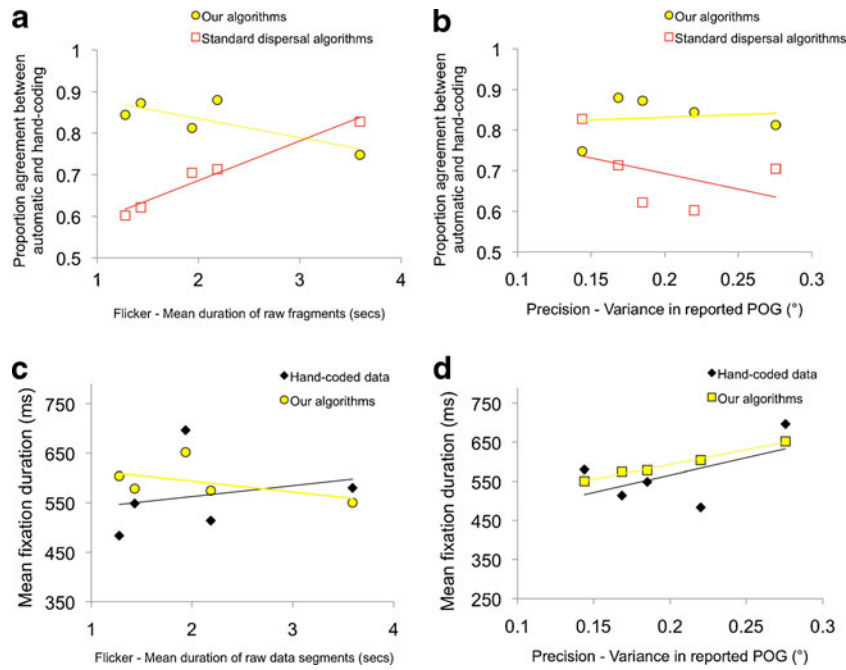 a
Our algorithms
Standard dispersal algorithms
Proportion agreement between
automatic and hand-coding
1
0.9
0.8
0.7
0.6
0.5
1
2
3
4
Flicker - Mean duration of raw fragments (secs)
b
Our algorithms
Standard dispersal algorithms
Proportion agreement between
automatic and hand-coding
1
0.9
0.8
0.7
0.6
0.5
0.1
0.15
0.2
0.25
0.3
Precision - Variance in reported POG (°)
c
Hand-coded data
Our algorithms
Mean fixation duration (ms)
750
650
550
450
350
1
2
3
4
Flicker - Mean duration of raw data segments (secs)
d
Hand-coded data
Our algorithms
Mean fixation duration (ms)
750
650
550
450
350
250
0.1
0.15
0.2
0.25
0.3
Precision - Variance in reported POG (°)